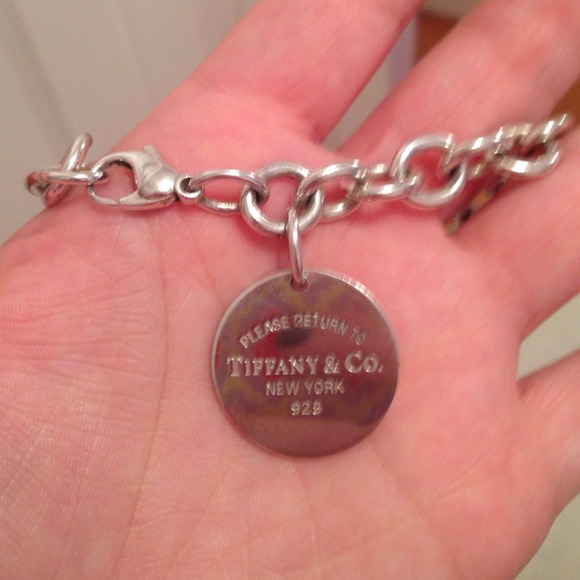 PLEASE RETURN TO
TIFFANY & CO.
NEW YORK
925